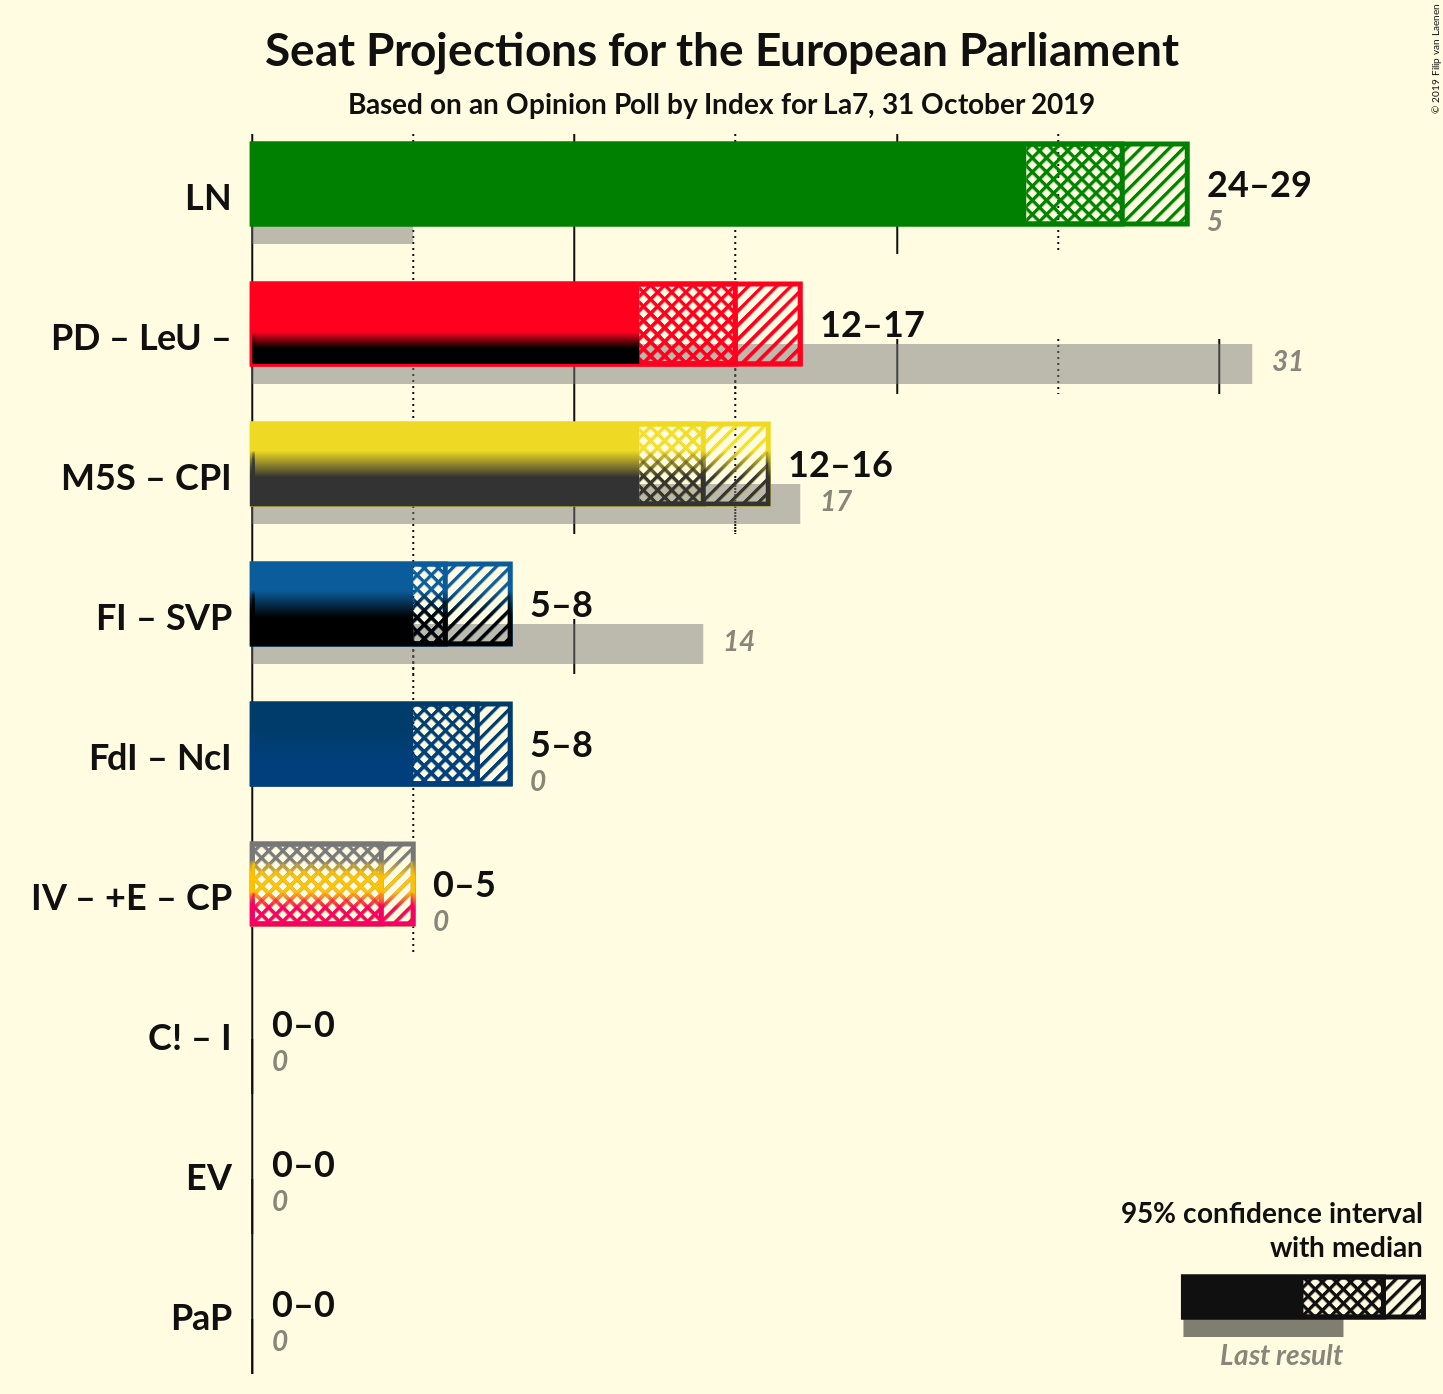 Seat Projections for the European Parliament
Based on an Opinion Poll by Index for La7, 31 October 2019
© 2019 Filip van Laenen
LN
24–29
5
PD – LeU –
12–17
31
M5S – CPI
12–16
17
FI – SVP
5–8
14
FdI – NcI
5–8
0
IV – +E – CP
0–5
0
C! – I
0–0
0
EV
0–0
0
PaP
0–0
0
95% confidence interval
with median
Last result